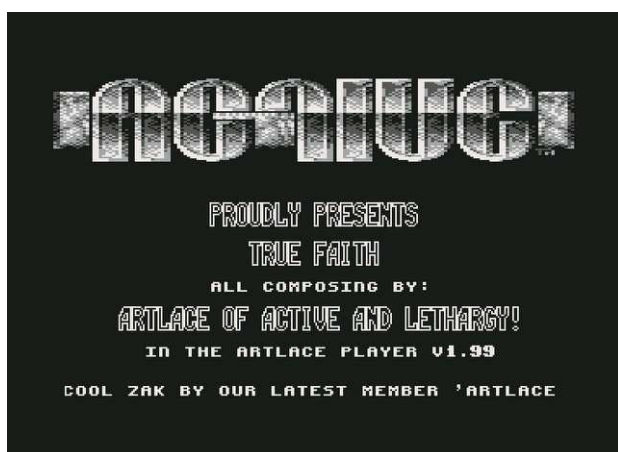 ACTIVE
TM
PROUDLY PRESENTS
TRUE FAITH
ALL COMPOSING BY:
ARTLACE OF ACTIVE AND LETHARGY!
IN THE ARTLACE PLAYER V1.99
COOL ZAK BY OUR LATEST MEMBER 'ARTLACE